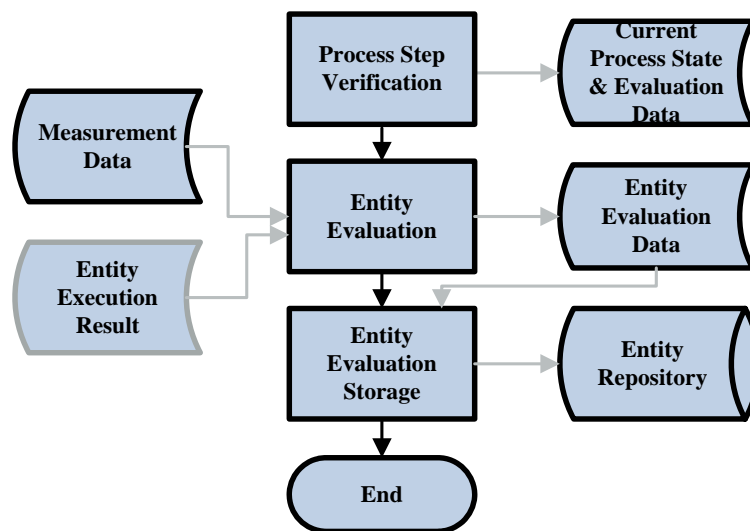 Process Step
Verification
Current
Process State
& Evaluation
Data
Measurement
Data
Entity
Evaluation
Entity
Evaluation
Data
Entity
Execution
Result
Entity
Evaluation
Storage
Entity
Repository
End